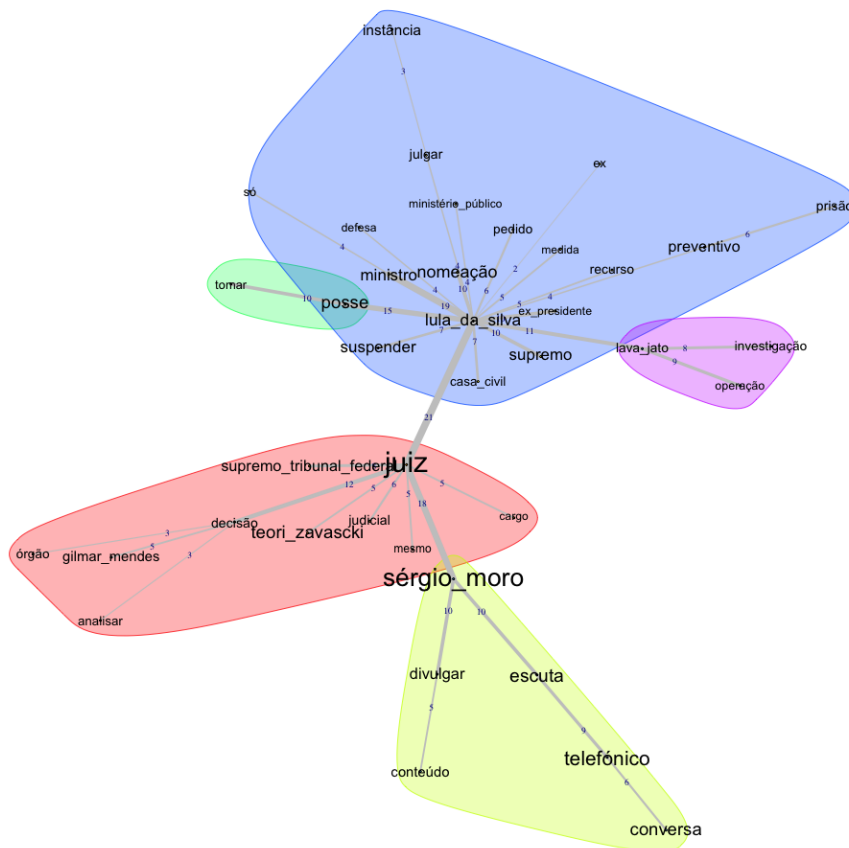 instância
3
julgar
ex
só
ministério_público
prisão
defesa
pedido
6
preventivo
medida
4
recurso
2
ministro
nomeação
4
4
tomar
10
4
10
6
5
5
4
posse
15
19
ex_presidente
lula_da_silva
7
7
10
11
suspender
supremo
lava_jato
8
investigação
9
casa_civil
operação
21
juiz
supremo_tribunal_federal
12
5
6
5
5
18
decisão
judicial
cargo
3
teori_zavascki
órgão
gilmar_mendes
5
mesmo
3
sérgio_moro
analisar
10
10
divulgar
escuta
5
9
telefónico
conteúdo
6
conversa